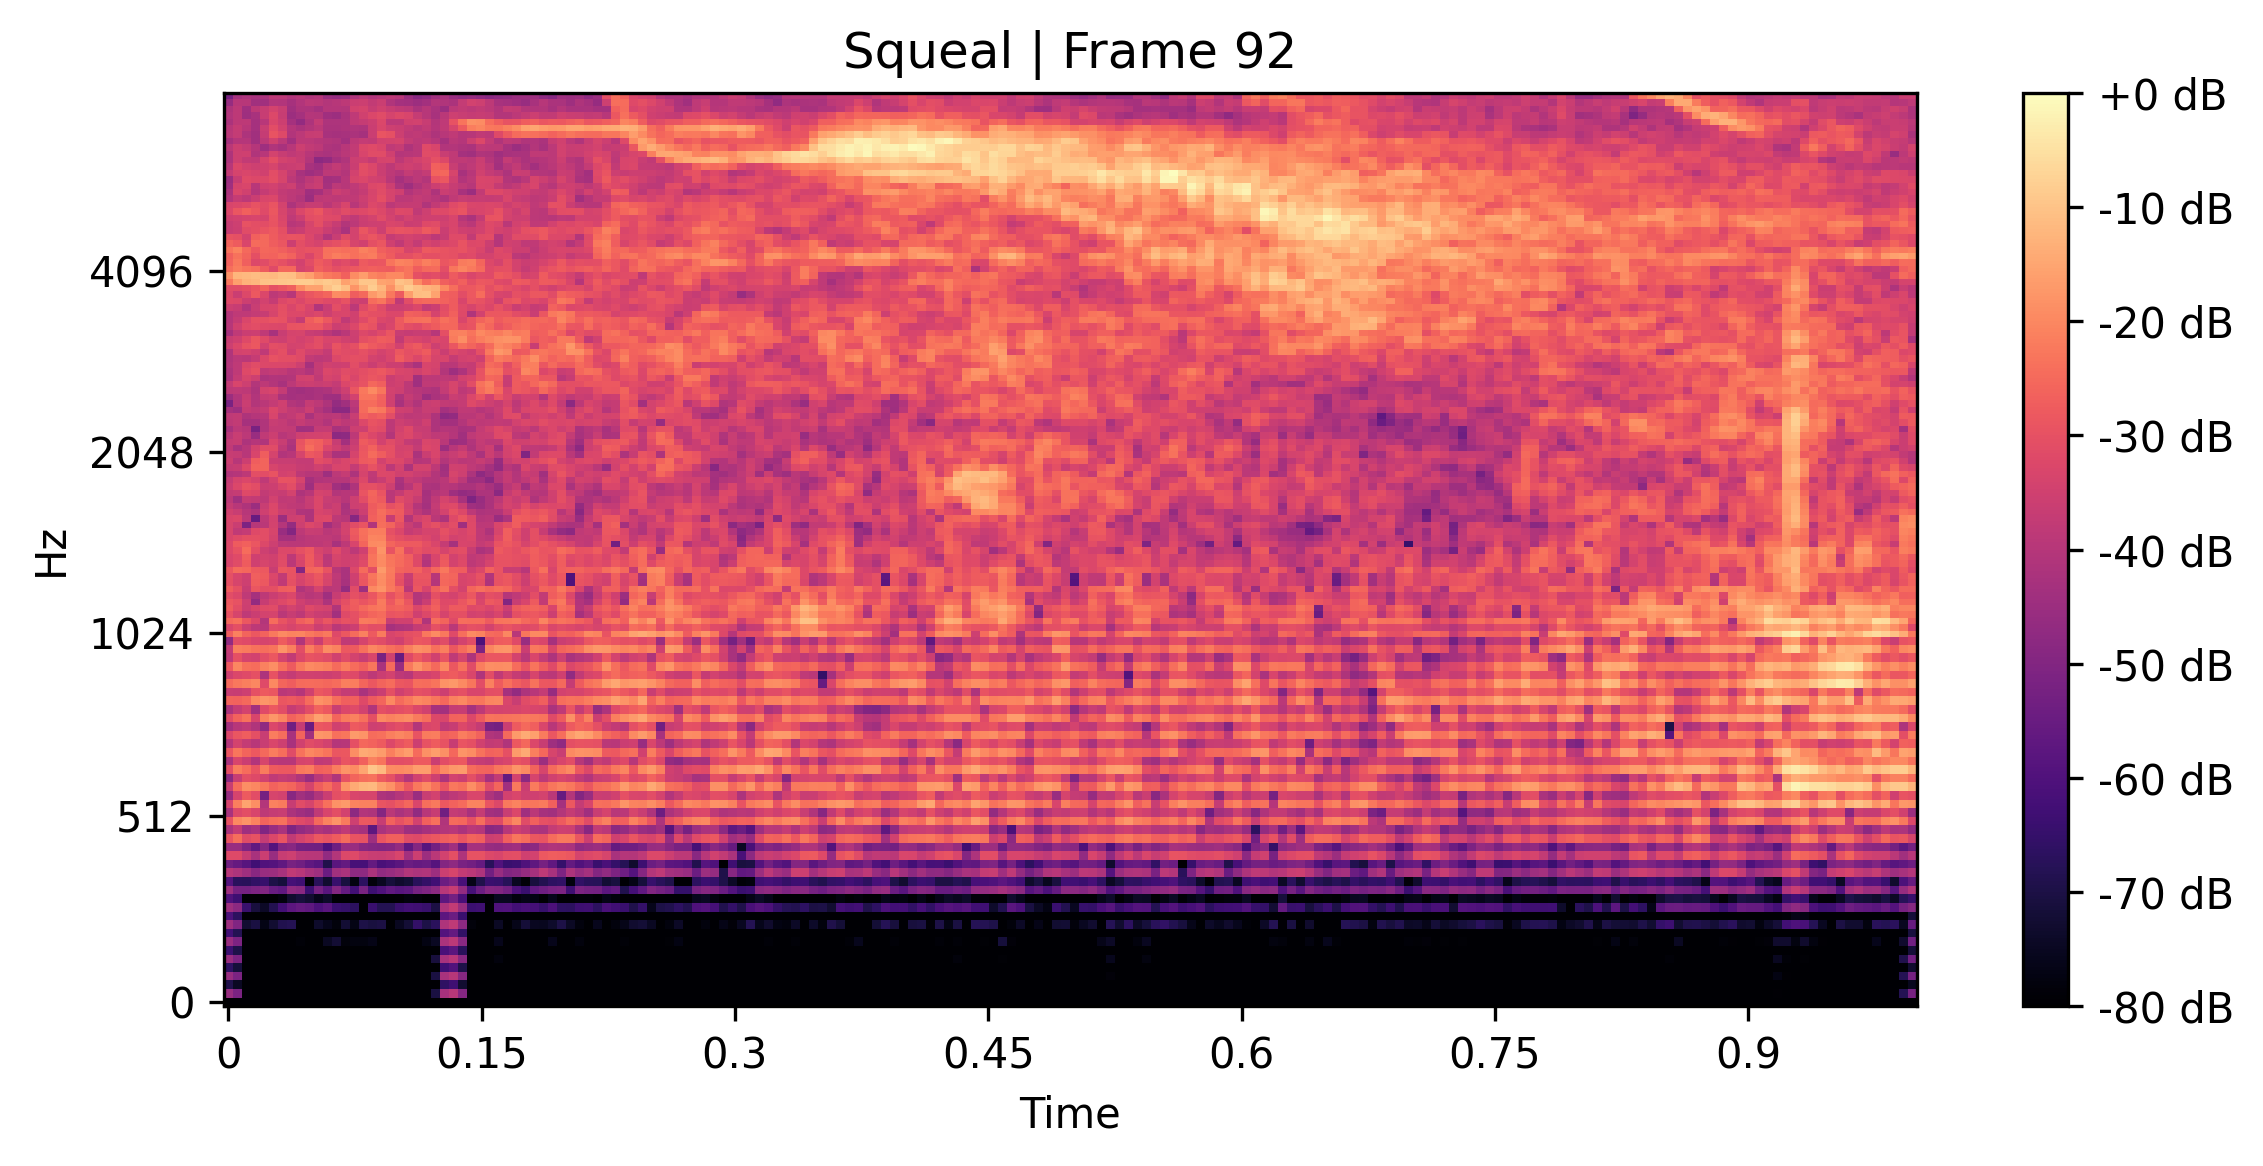 Squeal | Frame 92
Hz
4096
2048
1024
512
0
0 0.15 0.3 0.45 0.6 0.75 0.9
Time
+0 dB
-10 dB
-20 dB
-30 dB
-40 dB
-50 dB
-60 dB
-70 dB
-80 dB